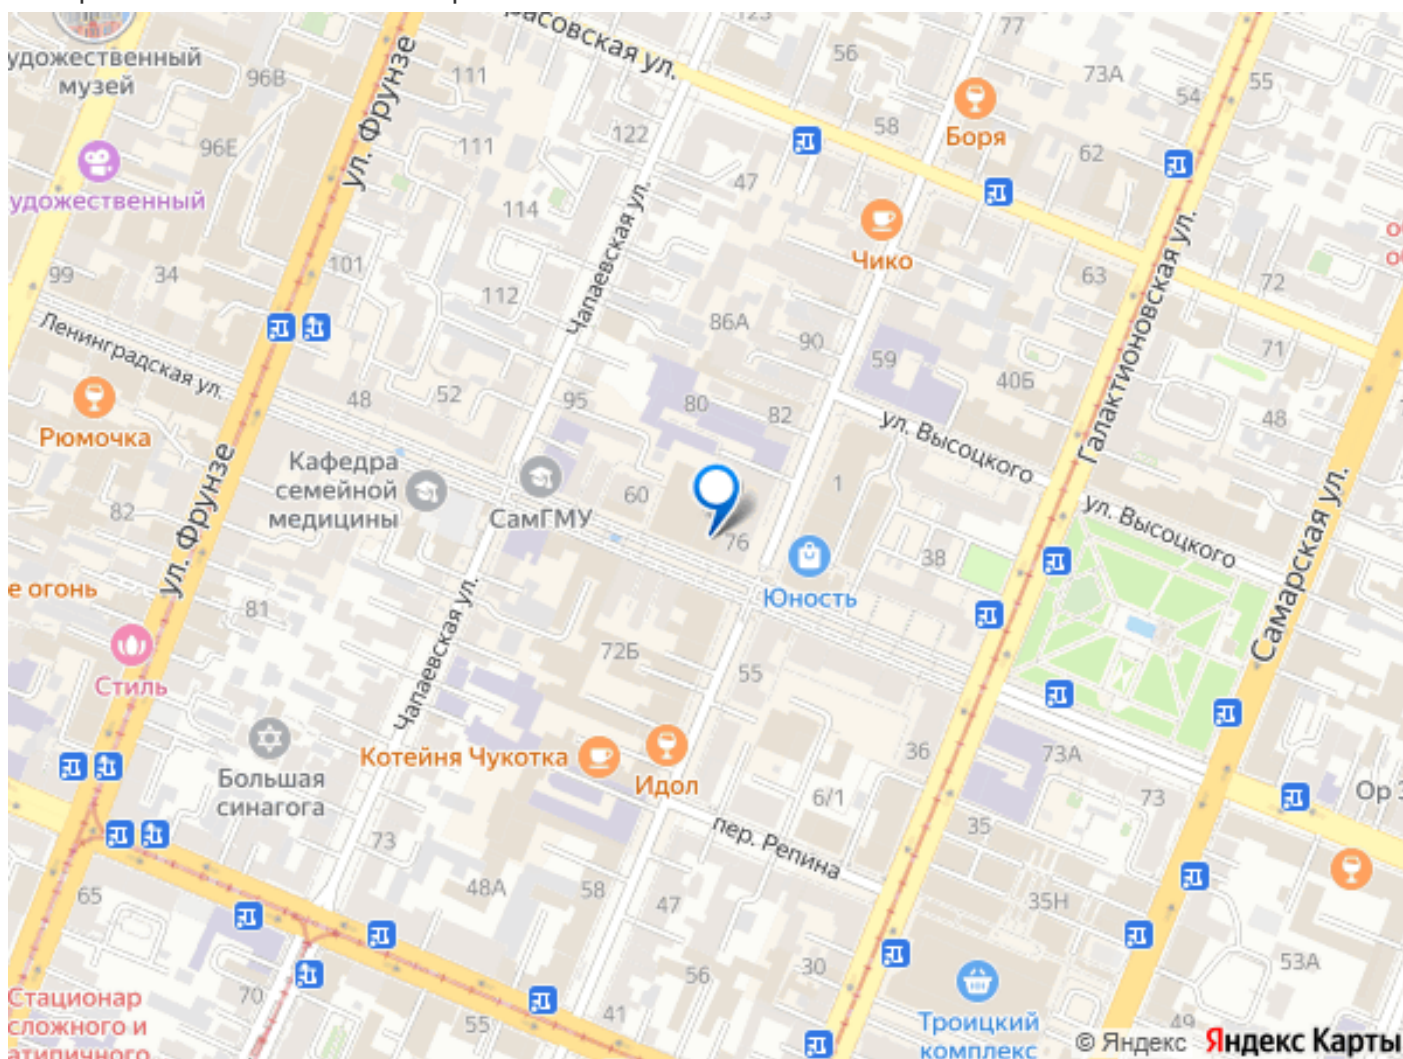 123
77
расовская ул.
56
удожественный
музей
96В
111
ул. Фрунзе
73А
55
54
Боря
58
122
96Е
111
62
47
удожественный
114
Чапаевская ул.
Чико
Галактионовская ул.
99
34
101
63
72
112
86А
90
Ленинградская ул.
59
71
40Б
52
48
95
80
82
48
Рюмочка
ул. Высоцкого
Кафедра
семейной
медицины
60
1
СамГМУ
82
ул. Фрунзе
76
38
ул. Высоцкого
Самарская ул.
е огонь
Юность
81
Чапаевская ул.
72Б
55
Стиль
Котейня Чукотка
Идол
36
73А
Большая
синагога
6/1
73
Ор
35
пер. Репина
73
48А
58
47
65
35Н
56
30
53А
70
Стационар
сложного и
атипичного
55
41
Троицкий
комплекс
49
© Яндекс Яндекс Карты